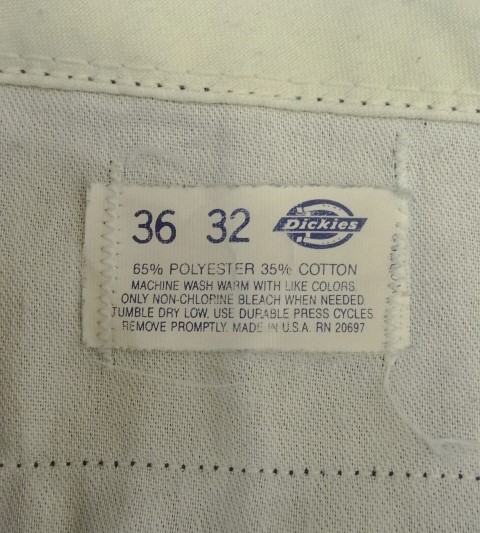 36 32 Dickies
65% POLYESTER 35% COTTON
MACHINE WASH WARM WITH LIKE COLORS
ONLY NON-CHLORINE BLEACH WHEN NEEDED
TUMBLE DRY LOW. USE DURABLE PRESS CYCLES
REMOVE PROMPTLY. MADE IN U.S.A. RN 20697